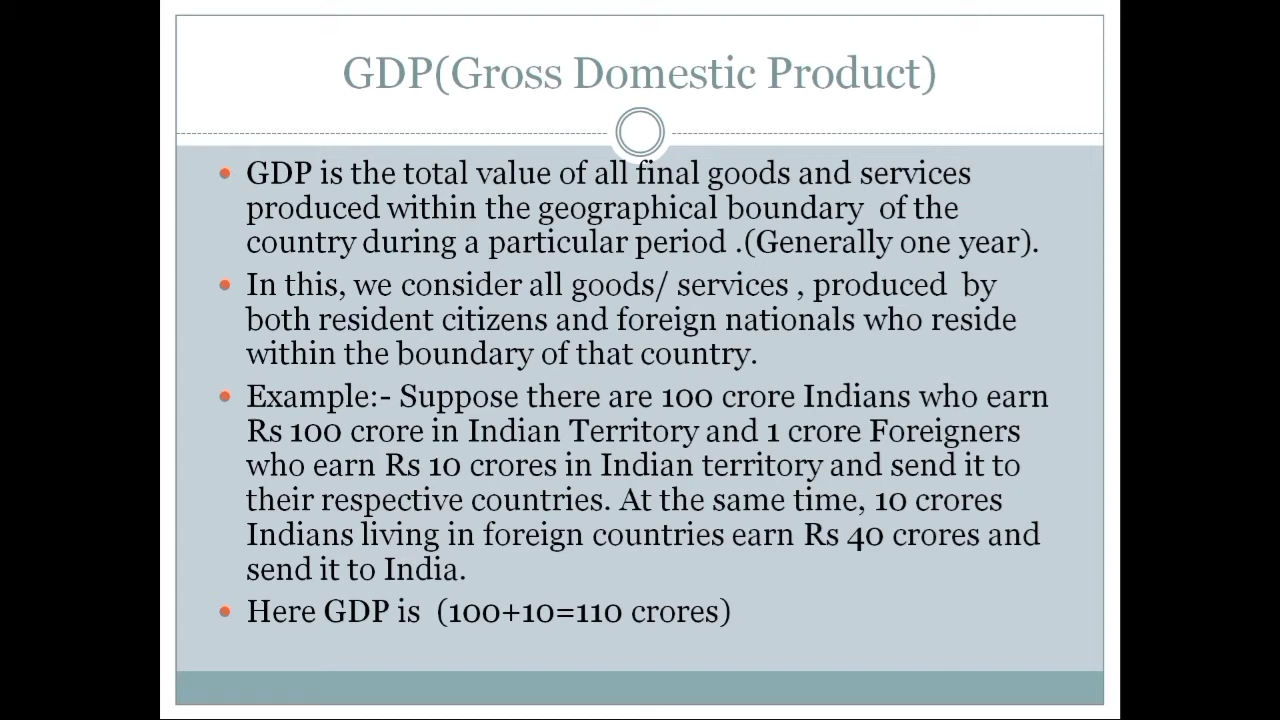 GDP(Gross Domestic Product)
• GDP is the total value of all final goods and services
produced within the geographical boundary of the
country during a particular period .(Generally one year).
• In this, we consider all goods/ services , produced by
both resident citizens and foreign nationals who reside
within the boundary of that country.
• Example:- Suppose there are 100 crore Indians who earn
Rs 100 crore in Indian Territory and 1 crore Foreigners
who earn Rs 10 crores in Indian territory and send it to
their respective countries. At the same time, 10 crores
Indians living in foreign countries earn Rs 40 crores and
send it to India.
• Here GDP is (100+10=110 crores)